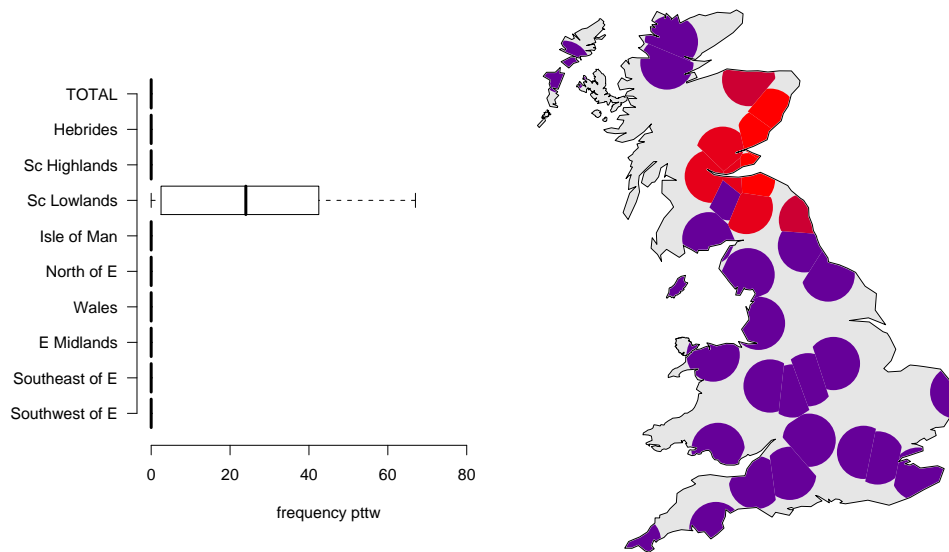 TOTAL
Hebrides
Sc Highlands
Sc Lowlands
Isle of Man
North of E
Wales
E Midlands
Southeast of E
Southwest of E
0 20 40 60 80
frequency pttw